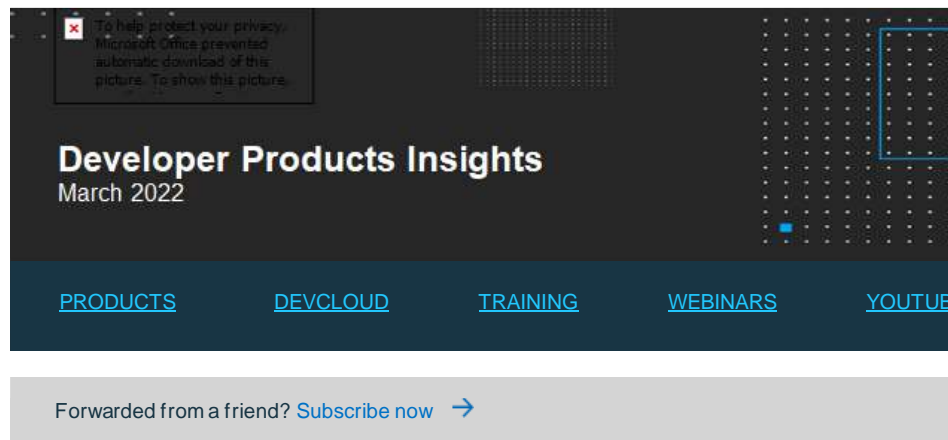 To help protect your privacy,
Microsoft Office prevented
automatic download of this
picture. To show this picture,
Developer Products Insights
March 2022
PRODUCTS DEVCLOUD TRAINING WEBINARS YOUTUB
Forwarded from a friend? Subscribe now